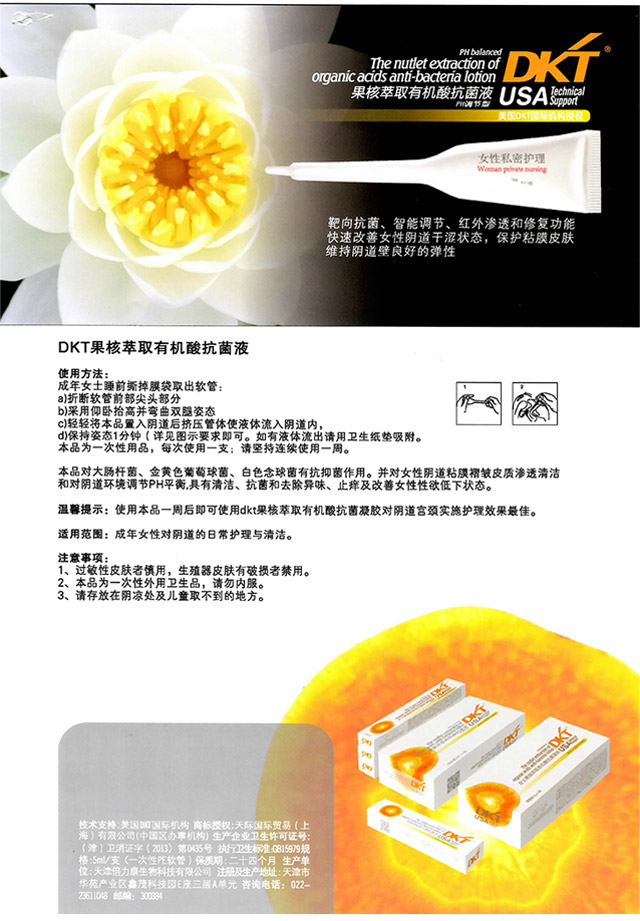 PH balanced
The nutlet extraction of
organic acids anti-bacteria lotion
果核萃取有机酸抗菌液
PH调节型
DKT®
USA Technical Support
美国DKT国际机构授权
女性私密护理
Woman private nursing
靶向抗菌、智能调节、红外渗透和修复功能
快速改善女性阴道干涩状态，保护粘膜皮肤
维持阴道壁良好的弹性
DKT果核萃取有机酸抗菌液
使用方法：
成年女士睡前撕掉膜袋取出软管：
a)折断软管前部尖头部分
b)采用仰卧抬高并弯曲双腿姿态
c)轻轻将本品置入阴道后挤压管体使液体流入阴道内，
d)保持姿态1分钟（详见图示要求即可。如有液体流出请用卫生纸垫吸附。
本品为一次性用品，每次使用一支；请坚持连续使用一周。
1
2
本品对大肠杆菌、金黄色葡萄球菌、白色念球菌有抗抑菌作用。并对女性阴道粘膜褶皱皮质渗透清洁
和对阴道环境调节PH平衡,具有清洁、抗菌和去除异味、止痒及改善女性性欲低下状态。
温馨提示：使用本品一周后即可使用dkt果核萃取有机酸抗菌凝胶对阴道宫颈实施护理效果最佳。
适用范围：成年女性对阴道的日常护理与清洁。
注意事项：
1、过敏性皮肤者慎用，生殖器皮肤有破损者禁用。
2、本品为一次性外用卫生品，请勿内服。
3、请存放在阴凉处及儿童取不到的地方。
DKT
USA
DKT
USA
技术支持:美国DKT国际机构 商标授权:天际国际贸易（上
海）有限公司(中国区办事机构) 生产企业卫生许可证号:
（津）卫消证字（2013）第0435号 执行卫生标准:GB15979规
格:5ml/支（一次性PE软管）保质期：二十四个月 生产单
位:天津倍力康生物科技有限公司 注册及生产地址:天津市
华苑产业区鑫茂科技园E座三层A单元 咨询电话：022-
23611048 邮编：300384